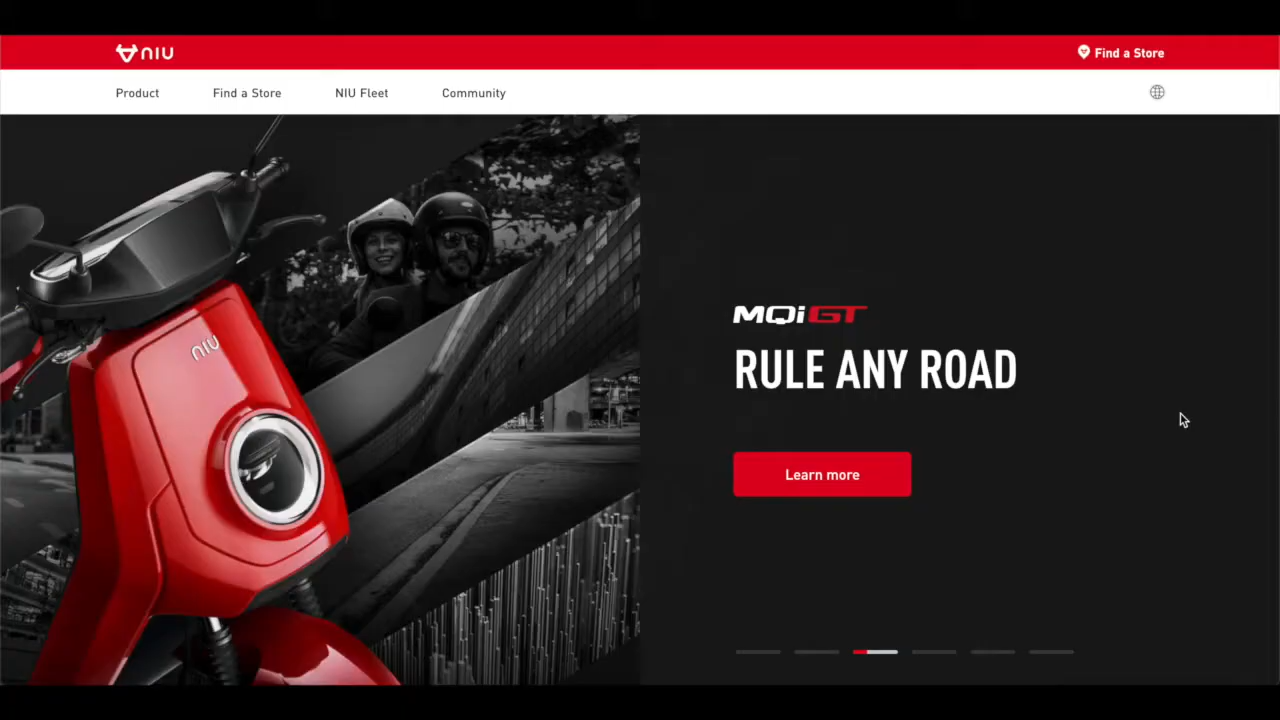 NIU
Find a Store
Product
Find a Store
NIU Fleet
Community
NIU
MQiGT
RULE ANY ROAD
Learn more